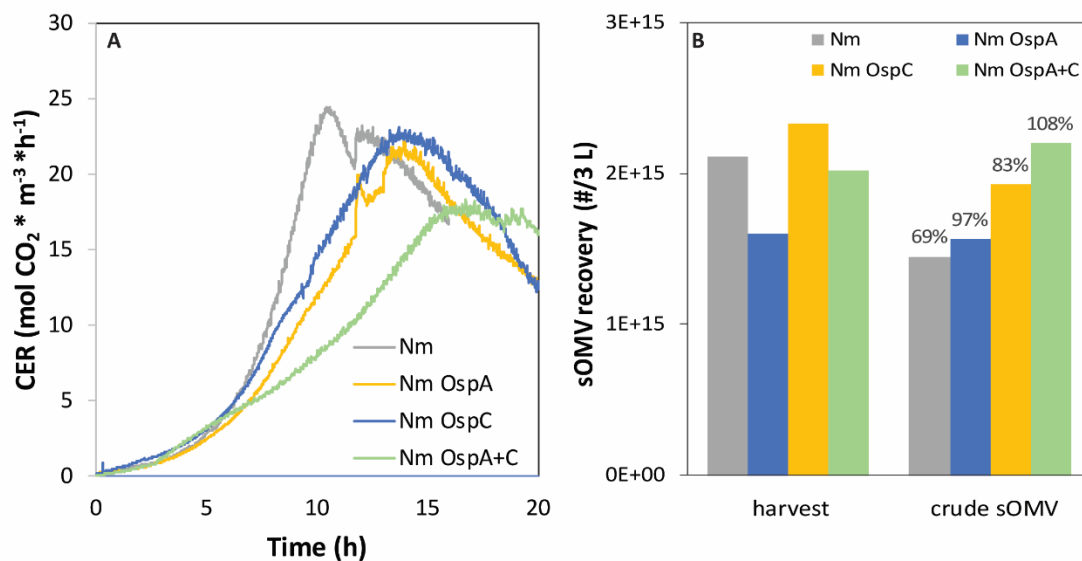 A
CER (mol CO₂ * m⁻³ *h⁻¹)
30
25
20
15
10
5
0
0 5 10 15 20
Time (h)
Nm
Nm OspA
Nm OspC
Nm OspA+C
B
sOMV recovery (#/3 L)
3E+15
2E+15
1E+15
0E+00
Nm Nm OspA
Nm OspC Nm OspA+C
69% 97% 83% 108%
harvest crude sOMV